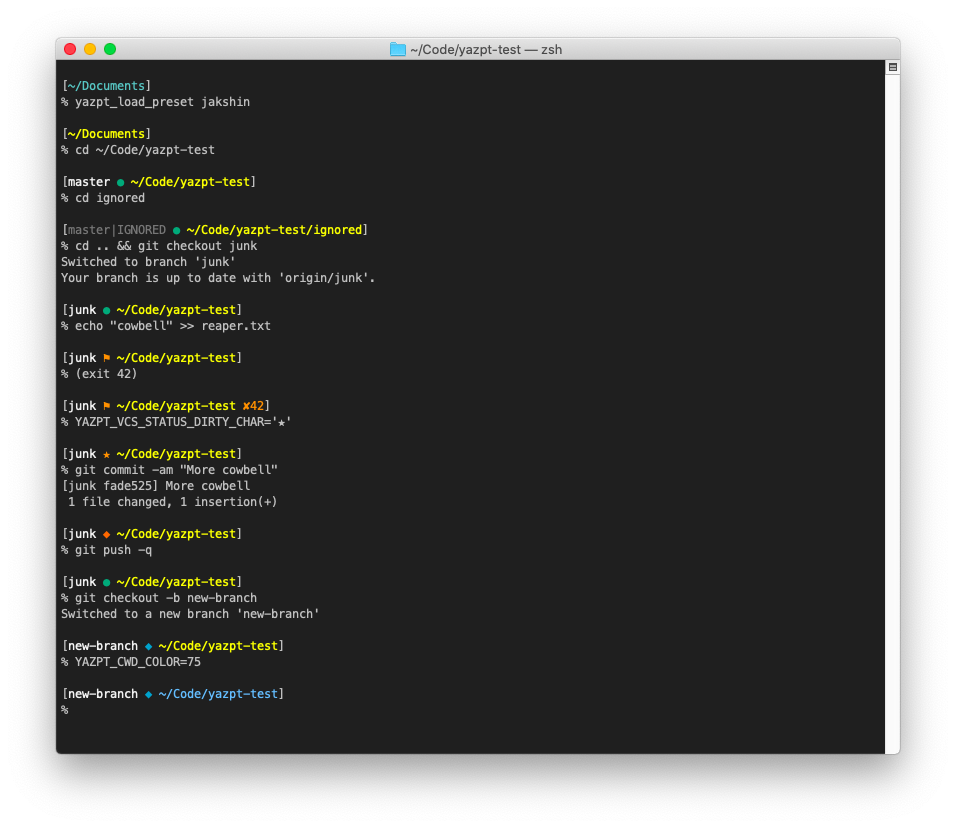 ~/Code/yazpt-test — zsh
[~/Documents]
% yazpt_load_preset jakshin
[~/Documents]
% cd ~/Code/yazpt-test
[master ● ~/Code/yazpt-test]
% cd ignored
[master|IGNORED ● ~/Code/yazpt-test/ignored]
% cd .. && git checkout junk
Switched to branch 'junk'
Your branch is up to date with 'origin/junk'.
[junk ● ~/Code/yazpt-test]
% echo "cowbell" >> reaper.txt
[junk ⚑ ~/Code/yazpt-test]
% (exit 42)
[junk ⚑ ~/Code/yazpt-test ✘42]
% YAZPT_VCS_STATUS_DIRTY_CHAR='★'
[junk ★ ~/Code/yazpt-test]
% git commit -am "More cowbell"
[junk fade525] More cowbell
 1 file changed, 1 insertion(+)
[junk ◆ ~/Code/yazpt-test]
% git push -q
[junk ● ~/Code/yazpt-test]
% git checkout -b new-branch
Switched to a new branch 'new-branch'
[new-branch ◆ ~/Code/yazpt-test]
% YAZPT_CWD_COLOR=75
[new-branch ◆ ~/Code/yazpt-test]
%